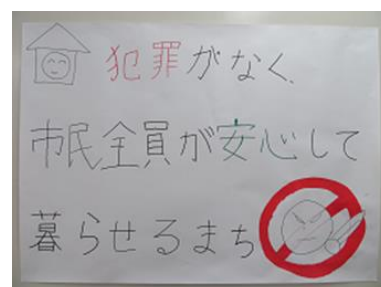 犯罪がなく、
市民全員が安心して
暮らせるまち